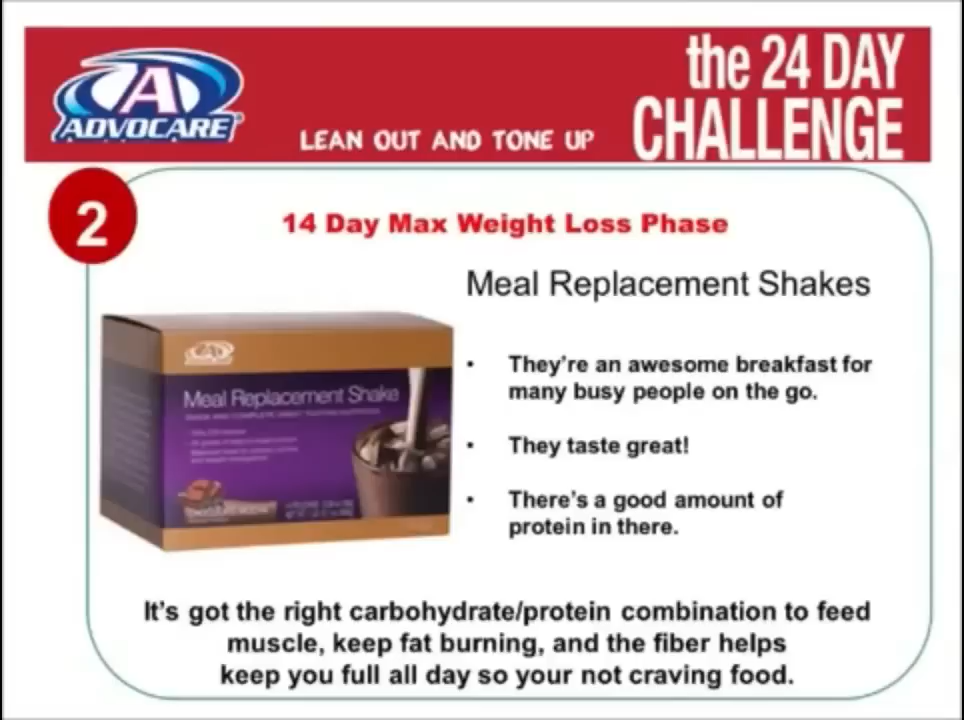 ADVOCARE®
LEAN OUT AND TONE UP
the 24 DAY
CHALLENGE
2
14 Day Max Weight Loss Phase
Meal Replacement Shakes
Meal Replacement Shake
• They're an awesome breakfast for
many busy people on the go.
• They taste great!
• There's a good amount of
protein in there.
It's got the right carbohydrate/protein combination to feed
muscle, keep fat burning, and the fiber helps
keep you full all day so your not craving food.